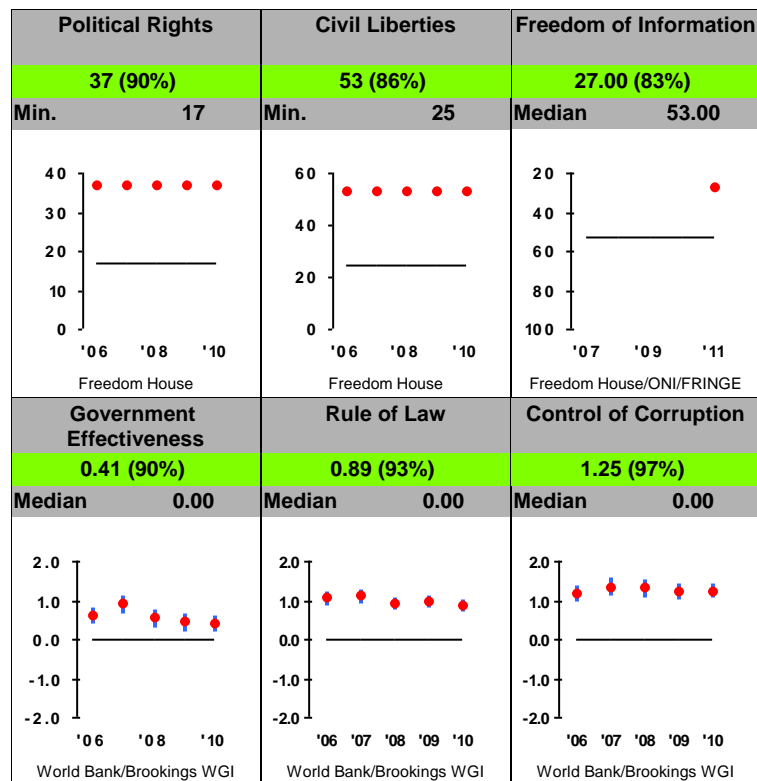 Political Rights
37 (90%)
Min. 17
40
30
20
10
0
'06 '08 '10
Freedom House
Civil Liberties
53 (86%)
Min. 25
60
40
20
0
'06 '08 '10
Freedom House
Freedom of Information
27.00 (83%)
Median 53.00
20
40
60
80
100
'07 '09 '11
Freedom House/ONI/FRINGE
Government
Effectiveness
0.41 (90%)
Median 0.00
2.0
1.0
0.0
-1.0
-2.0
'06 '08 '10
World Bank/Brookings WGI
Rule of Law
0.89 (93%)
Median 0.00
2.0
1.0
0.0
-1.0
-2.0
'06 '07 '08 '09 '10
World Bank/Brookings WGI
Control of Corruption
1.25 (97%)
Median 0.00
2.0
1.0
0.0
-1.0
-2.0
'06 '07 '08 '09 '10
World Bank/Brookings WGI